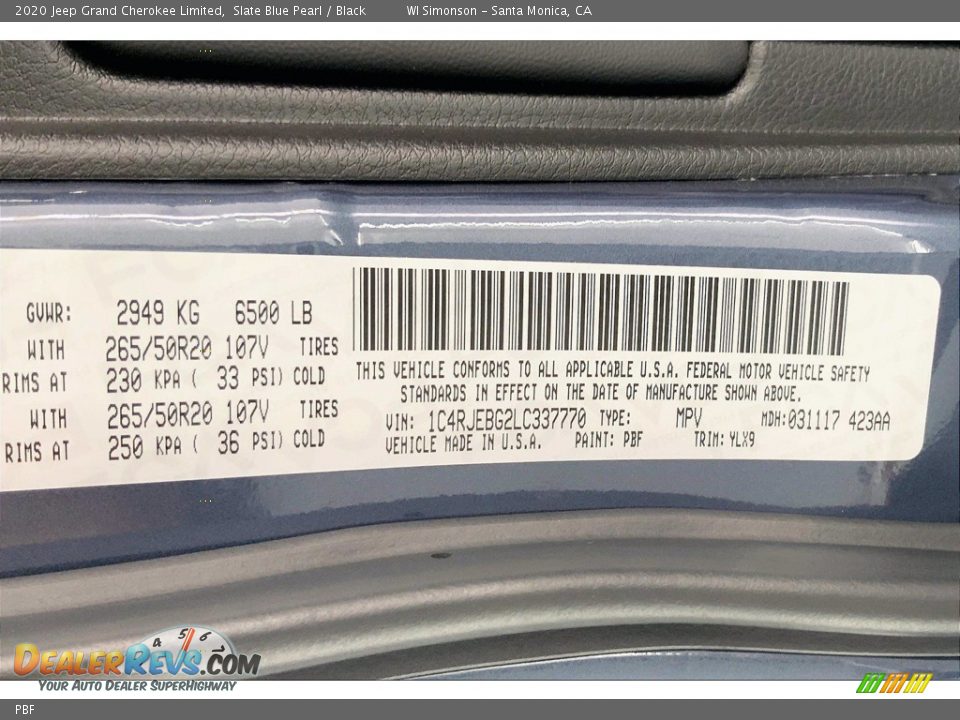 2020 Jeep Grand Cherokee Limited, Slate Blue Pearl / Black WI Simonson – Santa Monica, CA
GVWR: 2949 KG 6500 LB
WITH 265/50R20 107V TIRES
RIMS AT 230 KPA ( 33 PSI) COLD
WITH 265/50R20 107V TIRES
RIMS AT 250 KPA ( 36 PSI) COLD
THIS VEHICLE CONFORMS TO ALL APPLICABLE U.S.A. FEDERAL MOTOR VEHICLE SAFETY
STANDARDS IN EFFECT ON THE DATE OF MANUFACTURE SHOWN ABOVE.
VIN: 1C4RJEBG2LC337770 TYPE: MPV MDH:031117 423AA
VEHICLE MADE IN U.S.A. PAINT: PBF TRIM: YLX9
4 5 6
DEALERREVS.COM
YOUR AUTO DEALER SUPERHIGHWAY
PBF